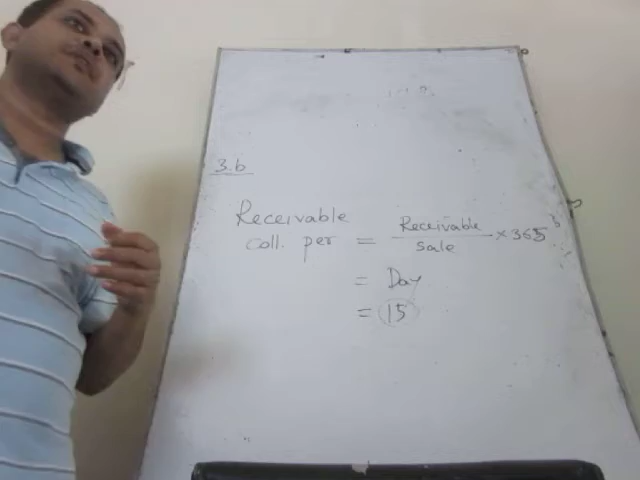 3.b
Receivable
coll. per = Receivable / sale × 365
= Day
= 15